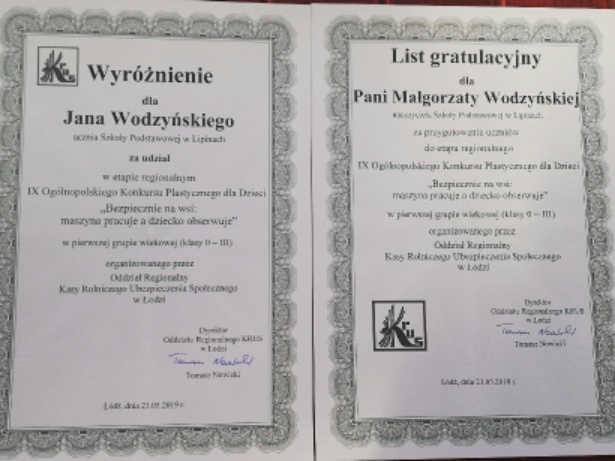 Krus
Wyróżnienie
dla
Jana Wodzyńskiego
ucznia Szkoły Podstawowej w Lipinach
za udział
w etapie regionalnym
IX Ogólnopolskiego Konkursu Plastycznego dla Dzieci
„Bezpiecznie na wsi:
maszyna pracuje a dziecko obserwuje”
w pierwszej grupie wiekowej (klasy 0 – III)
organizowanego przez
Oddział Regionalny
Kasy Rolniczego Ubezpieczenia Społecznego
w Łodzi
Dyrektor
Oddziału Regionalnego KRUS
w Łodzi
Tomasz Nowicki
Łódź, dnia 21.05.2019 r.
List gratulacyjny
dla
Pani Małgorzaty Wodzyńskiej
nauczyciela Szkoły Podstawowej w Lipinach
za przygotowanie uczniów
do etapu regionalnego
IX Ogólnopolskiego Konkursu Plastycznego dla Dzieci
„Bezpiecznie na wsi:
maszyna pracuje a dziecko obserwuje”
w pierwszej grupie wiekowej (klasy 0 – III)
organizowanego przez
Oddział Regionalny
Kasy Rolniczego Ubezpieczenia Społecznego
w Łodzi
Krus
Dyrektor
Oddziału Regionalnego KRUS
w Łodzi
Tomasz Nowicki
Łódź, dnia 21.05.2019 r.